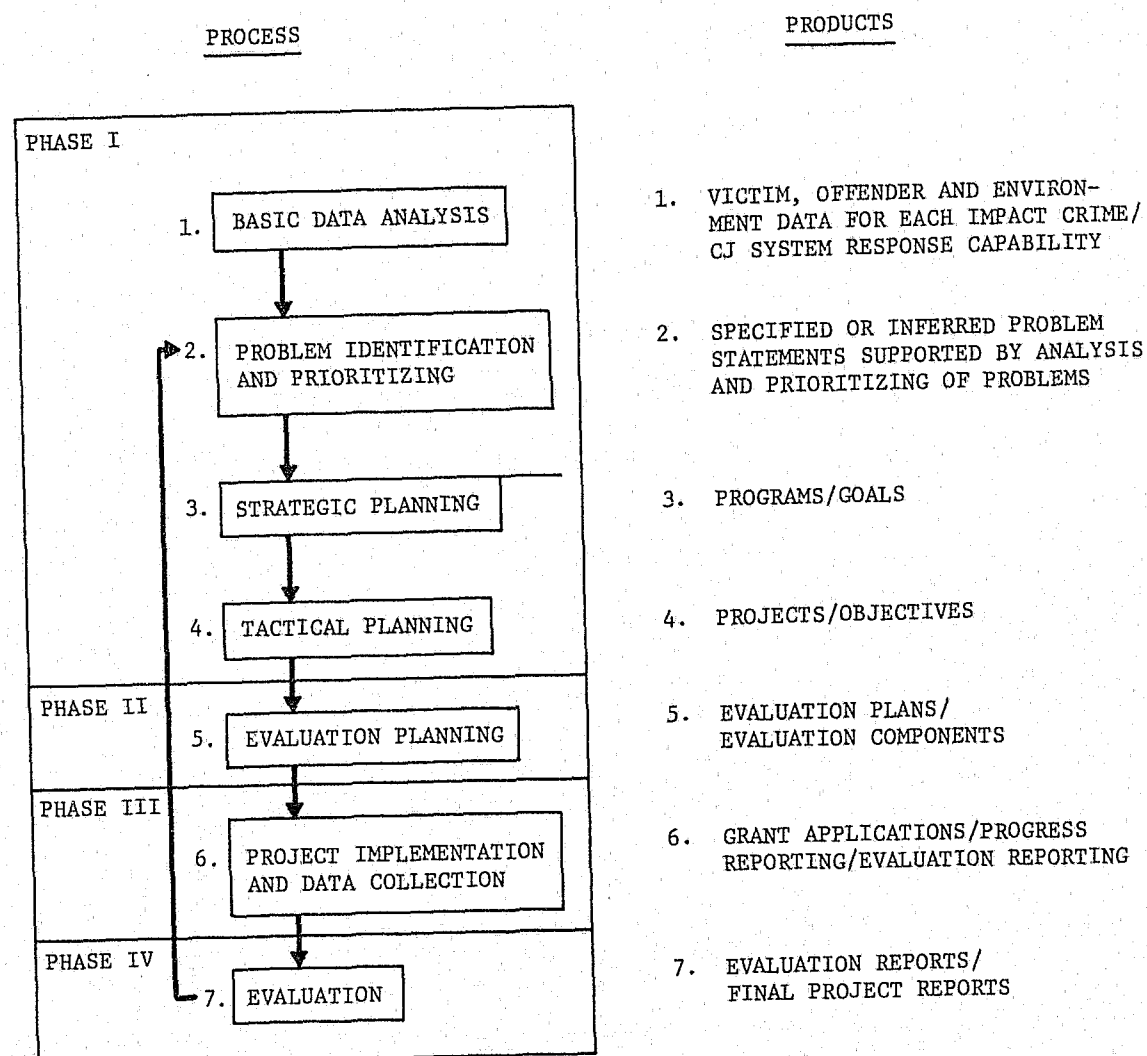 PROCESS
PRODUCTS
PHASE I
1. BASIC DATA ANALYSIS
2. PROBLEM IDENTIFICATION
AND PRIORITIZING
3. STRATEGIC PLANNING
4. TACTICAL PLANNING
PHASE II
5. EVALUATION PLANNING
PHASE III
6. PROJECT IMPLEMENTATION
AND DATA COLLECTION
PHASE IV
7. EVALUATION
1. VICTIM, OFFENDER AND ENVIRON-
MENT DATA FOR EACH IMPACT CRIME/
CJ SYSTEM RESPONSE CAPABILITY
2. SPECIFIED OR INFERRED PROBLEM
STATEMENTS SUPPORTED BY ANALYSIS
AND PRIORITIZING OF PROBLEMS
3. PROGRAMS/GOALS
4. PROJECTS/OBJECTIVES
5. EVALUATION PLANS/
EVALUATION COMPONENTS
6. GRANT APPLICATIONS/PROGRESS
REPORTING/EVALUATION REPORTING
7. EVALUATION REPORTS/
FINAL PROJECT REPORTS